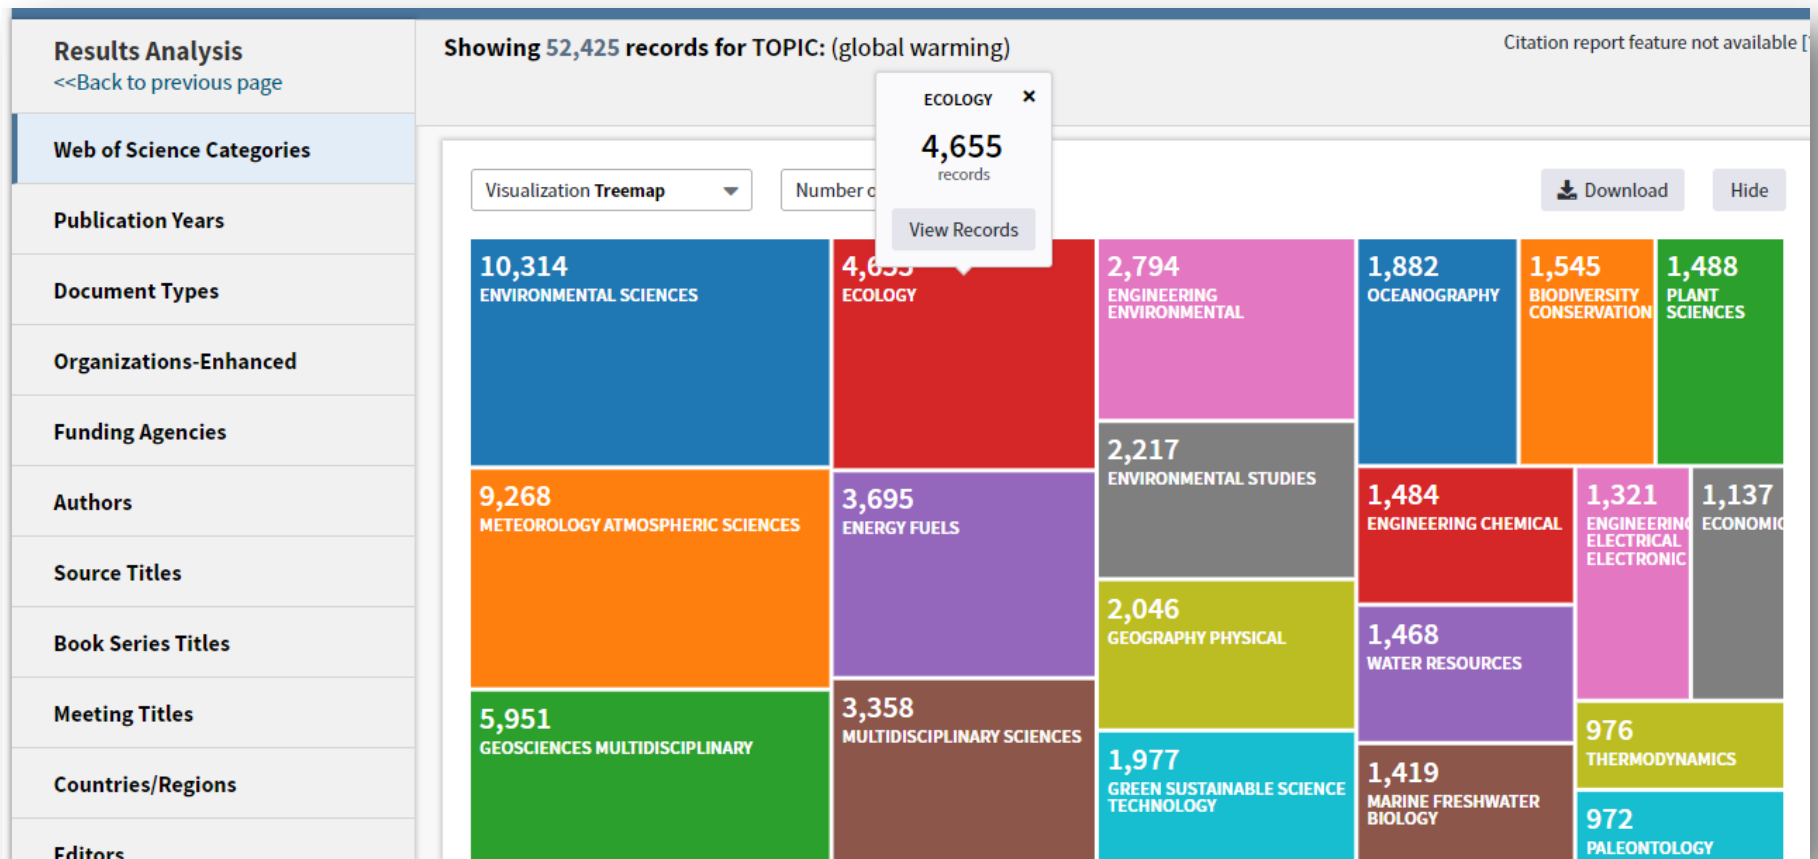 Results Analysis
<<Back to previous page
Web of Science Categories
Publication Years
Document Types
Organizations-Enhanced
Funding Agencies
Authors
Source Titles
Book Series Titles
Meeting Titles
Countries/Regions
Editors
Showing 52,425 records for TOPIC: (global warming)
Citation report feature not available [
ECOLOGY
4,655
records
View Records
Visualization Treemap
Number o
Download
Hide
10,314
ENVIRONMENTAL SCIENCES
9,268
METEOROLOGY ATMOSPHERIC SCIENCES
5,951
GEOSCIENCES MULTIDISCIPLINARY
4,655
ECOLOGY
3,695
ENERGY FUELS
3,358
MULTIDISCIPLINARY SCIENCES
2,794
ENGINEERING
ENVIRONMENTAL
2,217
ENVIRONMENTAL STUDIES
2,046
GEOGRAPHY PHYSICAL
1,977
GREEN SUSTAINABLE SCIENCE
TECHNOLOGY
1,882
OCEANOGRAPHY
1,545
BIODIVERSITY
CONSERVATION
1,488
PLANT
SCIENCES
1,484
ENGINEERING CHEMICAL
1,468
WATER RESOURCES
1,419
MARINE FRESHWATER
BIOLOGY
1,321
ENGINEERING
ELECTRICAL
ELECTRONIC
1,137
ECONOMIC
976
THERMODYNAMICS
972
PALEONTOLOGY